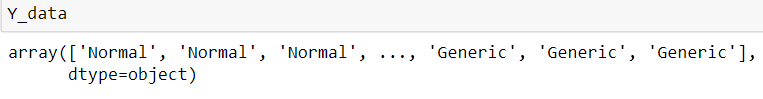 Y_data
array(['Normal', 'Normal', 'Normal', ..., 'Generic', 'Generic', 'Generic'],
dtype=object)